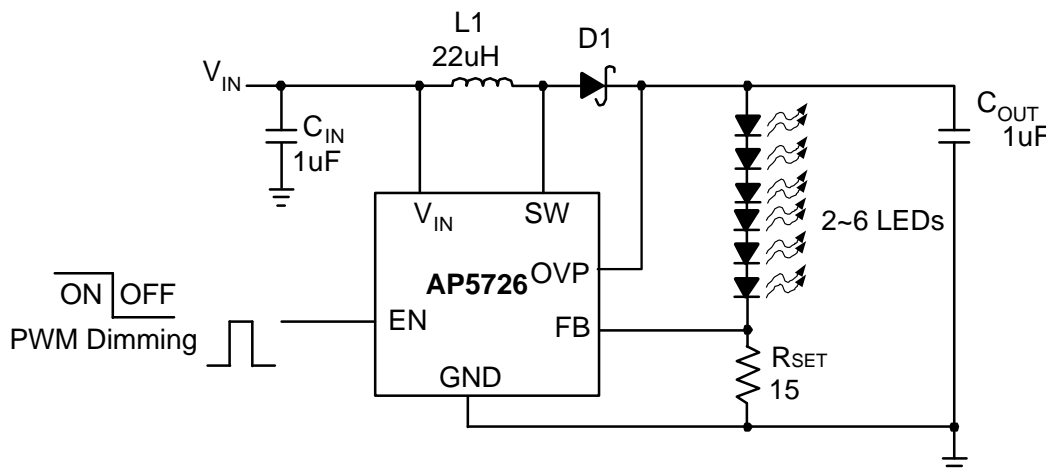 L1
22uH
D1
VIN
CIN
1uF
COUT
1uF
VIN
SW
2~6 LEDs
OVP
AP5726
ON OFF
EN
FB
PWM Dimming
GND
RSET
15